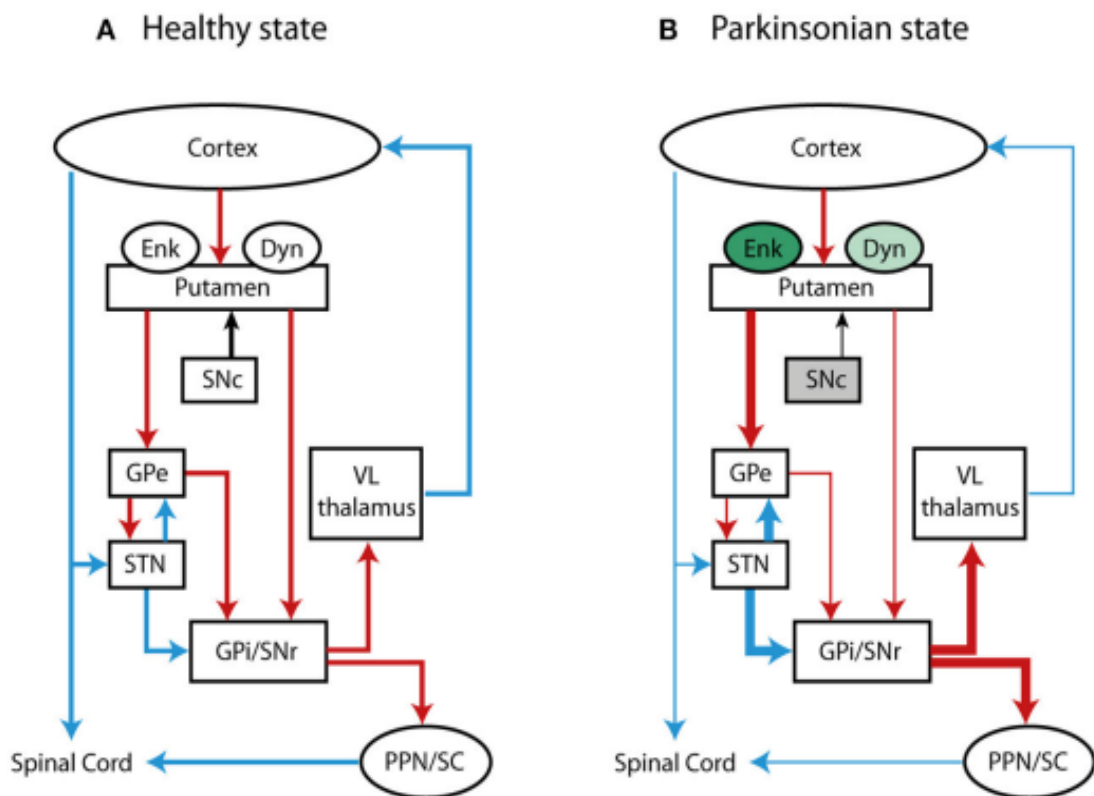 A Healthy state
Cortex
Enk
Dyn
Putamen
SNc
GPe
VL
thalamus
STN
GPi/SNr
Spinal Cord
PPN/SC
B Parkinsonian state
Cortex
Enk
Dyn
Putamen
SNc
GPe
VL
thalamus
STN
GPi/SNr
Spinal Cord
PPN/SC